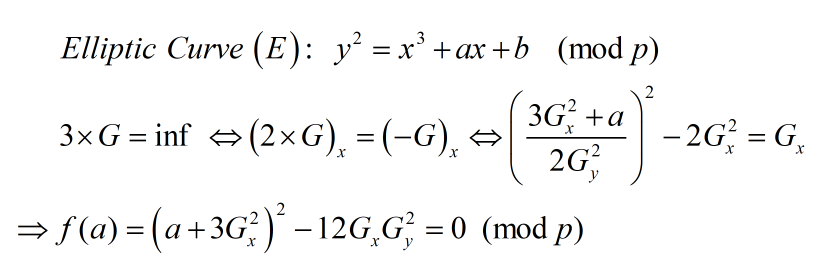 Elliptic Curve (E): y² = x³ + ax + b (mod p)
3×G = inf ⇔ (2×G)ₓ = (−G)ₓ ⇔ ((3Gₓ² + a)/(2G_y²))² − 2Gₓ² = Gₓ
⇒ f(a) = (a + 3Gₓ²)² − 12GₓG_y² = 0 (mod p)